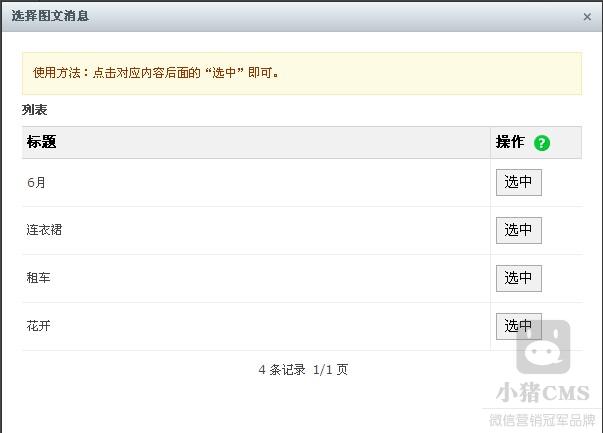 选择图文消息 ×
使用方法：点击对应内容后面的“选中”即可。
列表
标题 操作 ?
6月 选中
连衣裙 选中
租车 选中
花开 选中
4 条记录 1/1 页
小猪CMS
微信营销冠军品牌